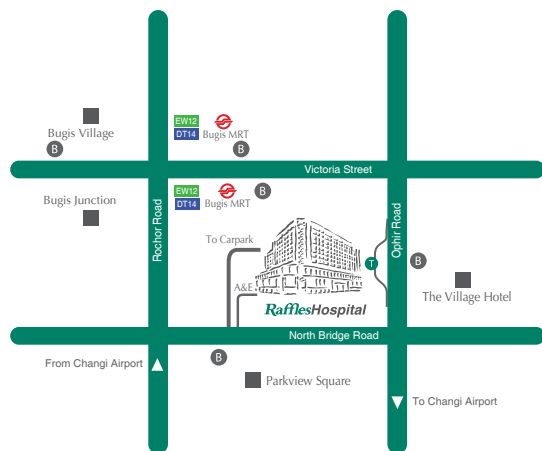 EW12
DT14 Bugis MRT
Bugis Village
B
B
Victoria Street
EW12
DT14 Bugis MRT
B
Bugis Junction
Rochor Road
Ophir Road
To Carpark
T
B
A&E
The Village Hotel
RafflesHospital
North Bridge Road
B
From Changi Airport
Parkview Square
To Changi Airport